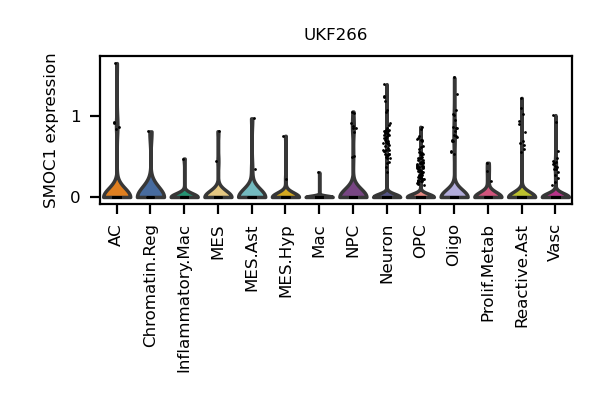 UKF266
SMOC1 expression
1
0
AC
Chromatin.Reg
Inflammatory.Mac
MES
MES.Ast
MES.Hyp
Mac
NPC
Neuron
OPC
Oligo
Prolif.Metab
Reactive.Ast
Vasc